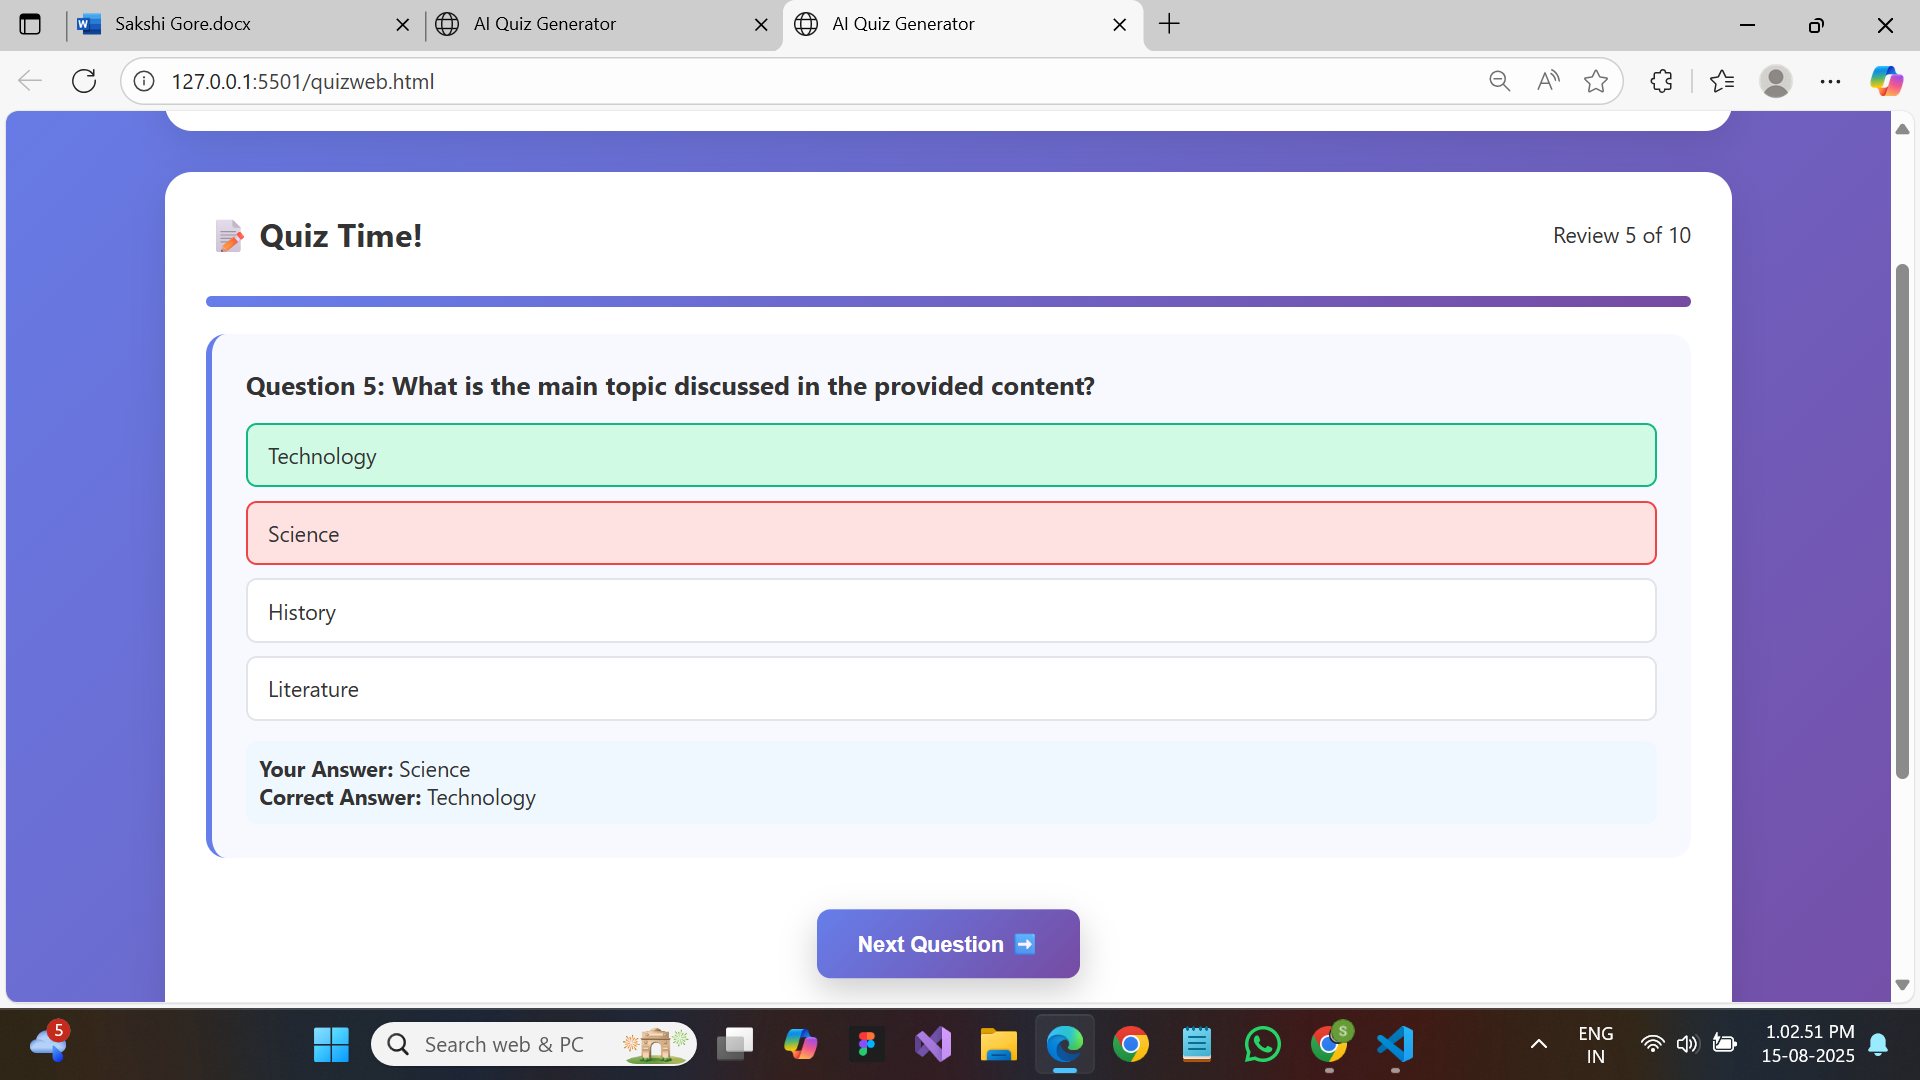 Sakshi Gore.docx
AI Quiz Generator
AI Quiz Generator
127.0.0.1:5501/quizweb.html
Quiz Time!
Review 5 of 10
Question 5: What is the main topic discussed in the provided content?
Technology
Science
History
Literature
Your Answer: Science
Correct Answer: Technology
Next Question
5
Search web & PC
S
ENG
IN
1.02.51 PM
15-08-2025